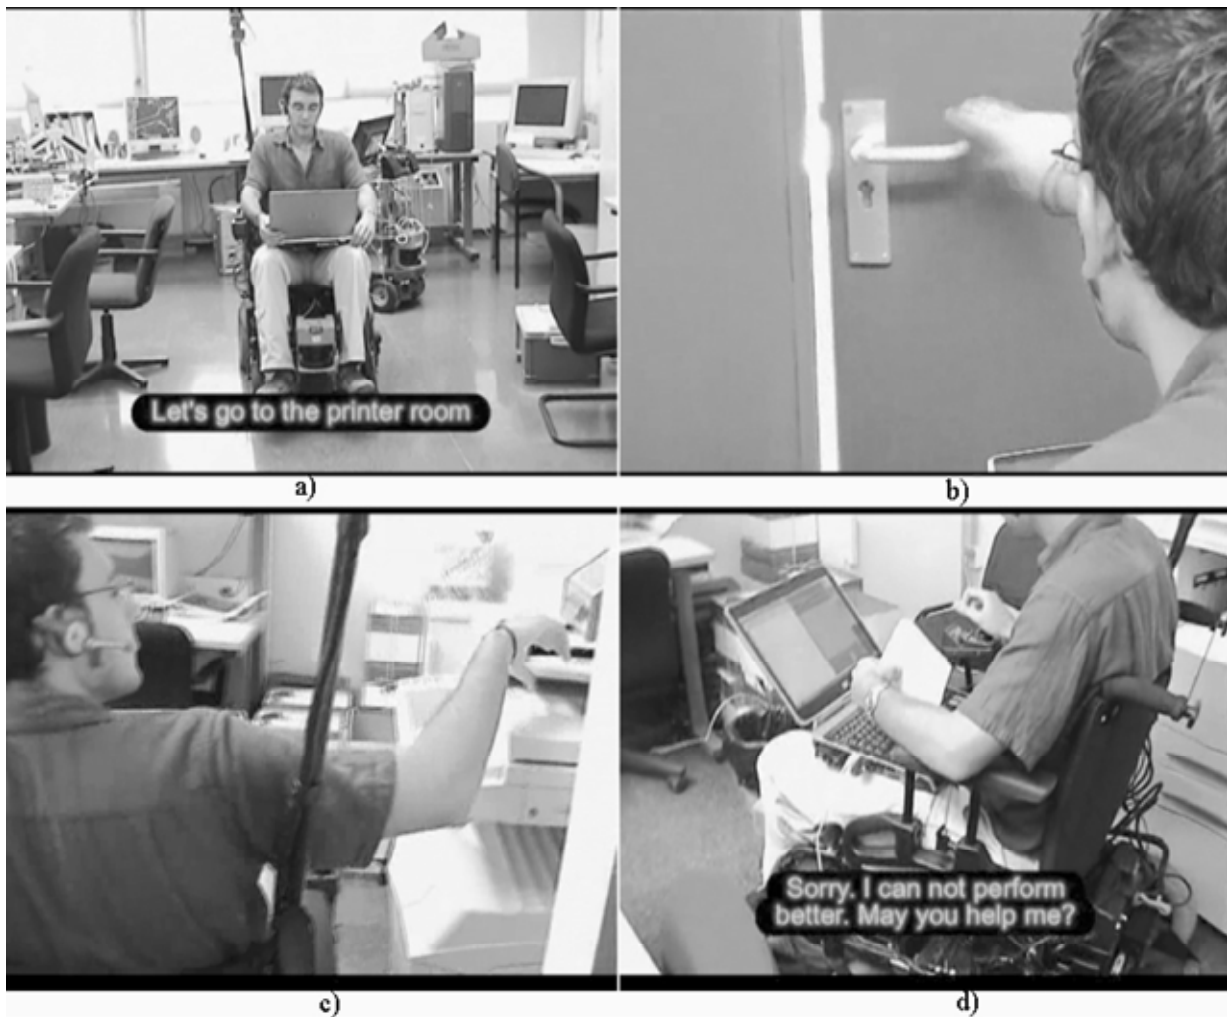 Let's go to the printer room
a)
b)
c)
Sorry. I can not perform
better. May you help me?
d)